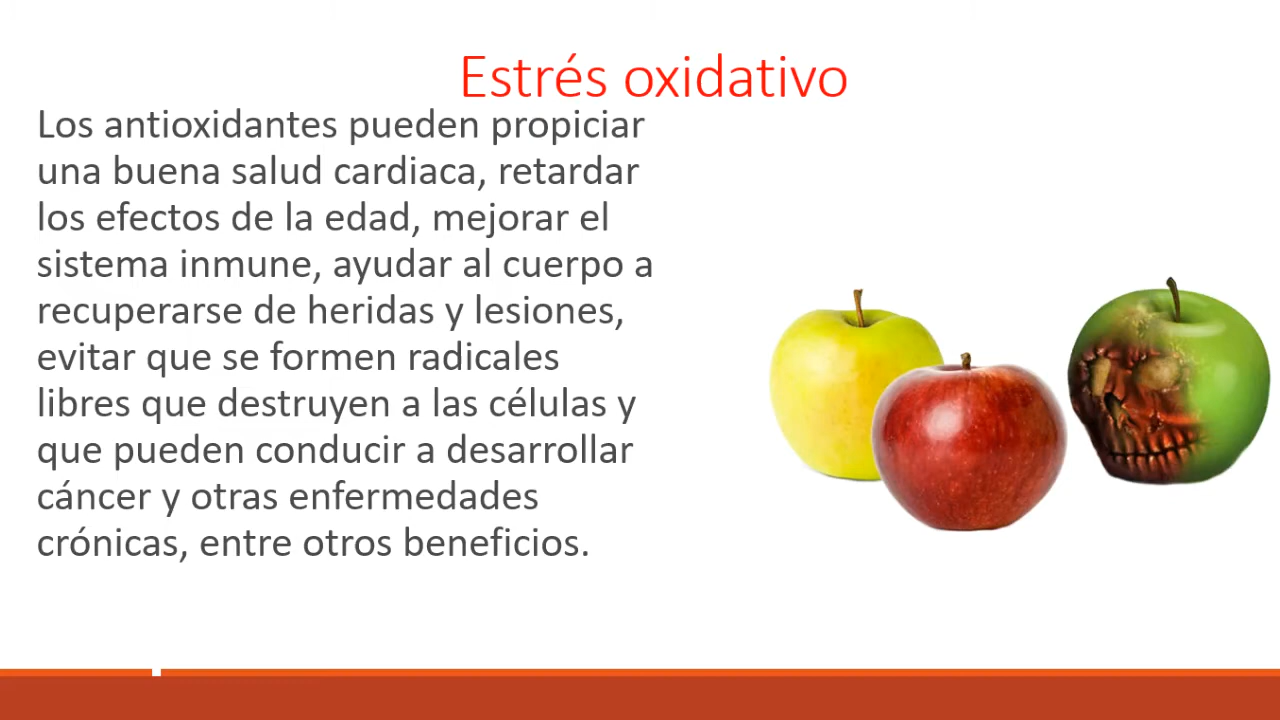 Estrés oxidativo
Los antioxidantes pueden propiciar
una buena salud cardiaca, retardar
los efectos de la edad, mejorar el
sistema inmune, ayudar al cuerpo a
recuperarse de heridas y lesiones,
evitar que se formen radicales
libres que destruyen a las células y
que pueden conducir a desarrollar
cáncer y otras enfermedades
crónicas, entre otros beneficios.